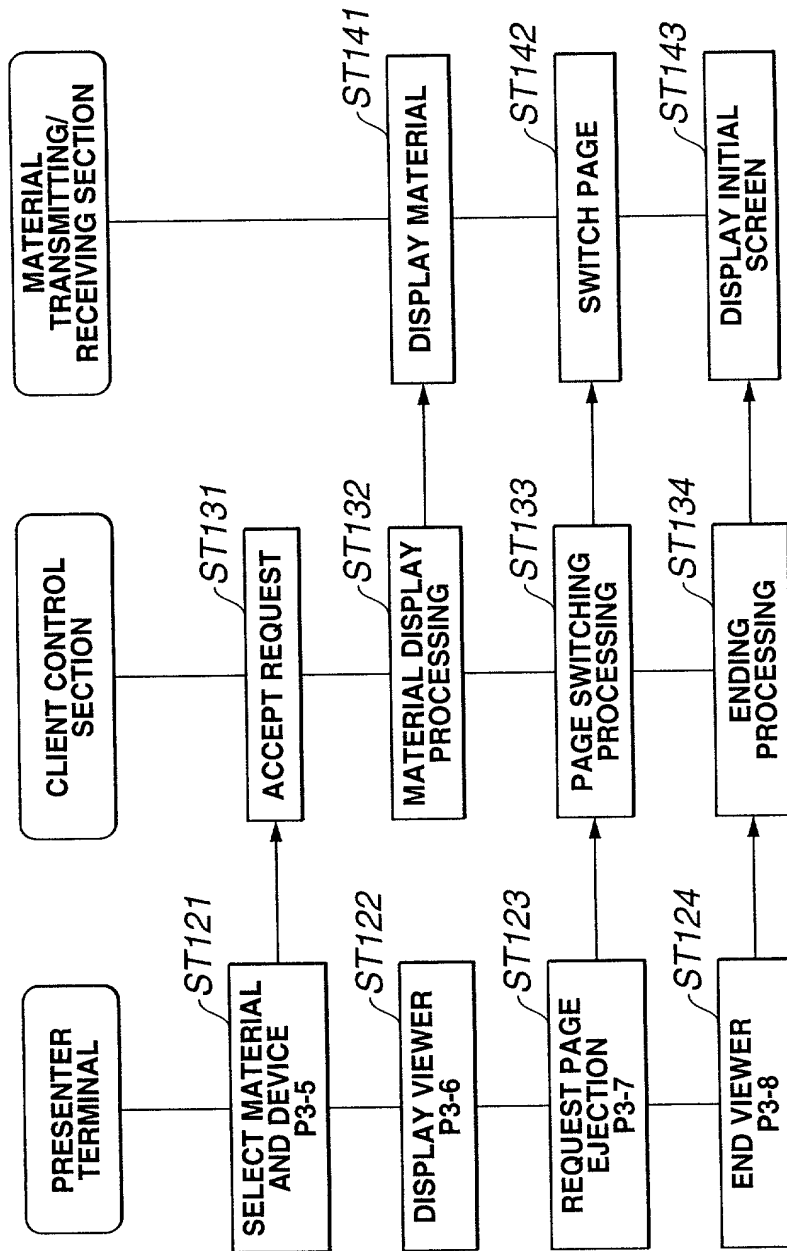 PRESENTER
TERMINAL
CLIENT CONTROL
SECTION
MATERIAL
TRANSMITTING/
RECEIVING SECTION
ST121
SELECT MATERIAL
AND DEVICE
P3-5
ST131
ACCEPT REQUEST
ST122
DISPLAY VIEWER
P3-6
ST132
MATERIAL DISPLAY
PROCESSING
ST141
DISPLAY MATERIAL
ST123
REQUEST PAGE
EJECTION
P3-7
ST133
PAGE SWITCHING
PROCESSING
ST142
SWITCH PAGE
ST124
END VIEWER
P3-8
ST134
ENDING
PROCESSING
ST143
DISPLAY INITIAL
SCREEN